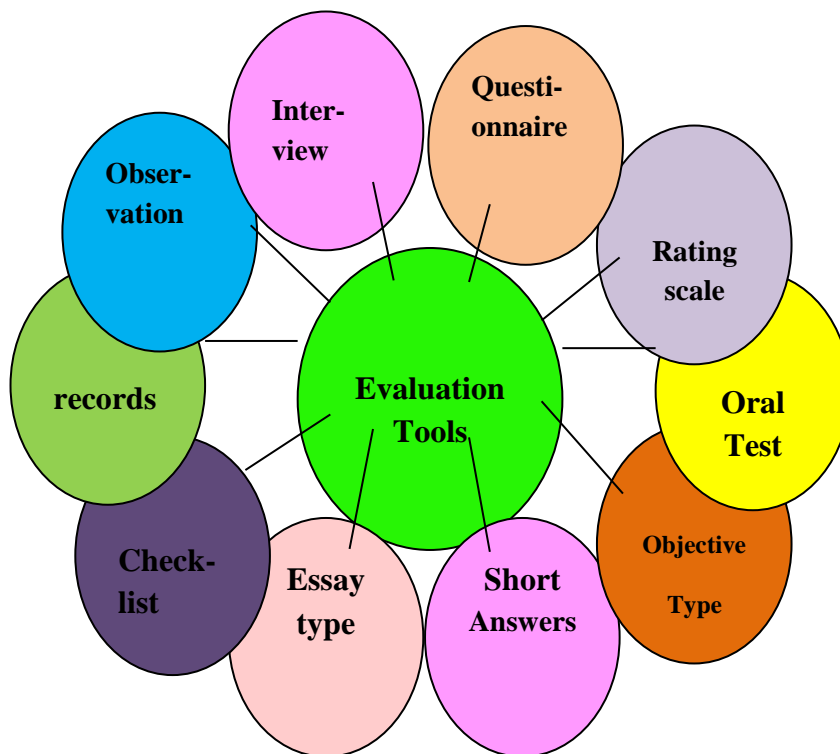 Inter-
view
Questi-
onnaire
Obser-
vation
Rating
scale
records
Evaluation
Tools
Oral
Test
Check-
list
Essay
type
Short
Answers
Objective
Type